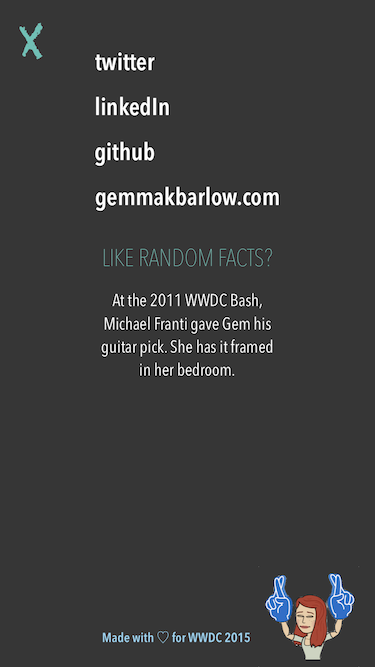 X
twitter
linkedIn
github
gemmakbarlow.com
LIKE RANDOM FACTS?
At the 2011 WWDC Bash,
Michael Franti gave Gem his
guitar pick. She has it framed
in her bedroom.
Made with ♡ for WWDC 2015